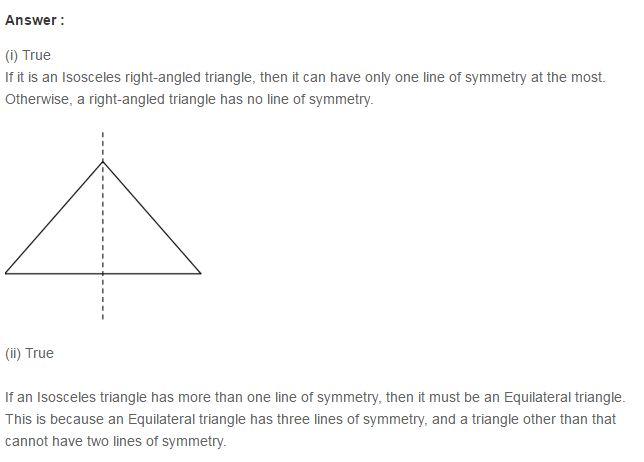 Answer :
(i) True
If it is an Isosceles right-angled triangle, then it can have only one line of symmetry at the most.
Otherwise, a right-angled triangle has no line of symmetry.
(ii) True
If an Isosceles triangle has more than one line of symmetry, then it must be an Equilateral triangle.
This is because an Equilateral triangle has three lines of symmetry, and a triangle other than that
cannot have two lines of symmetry.